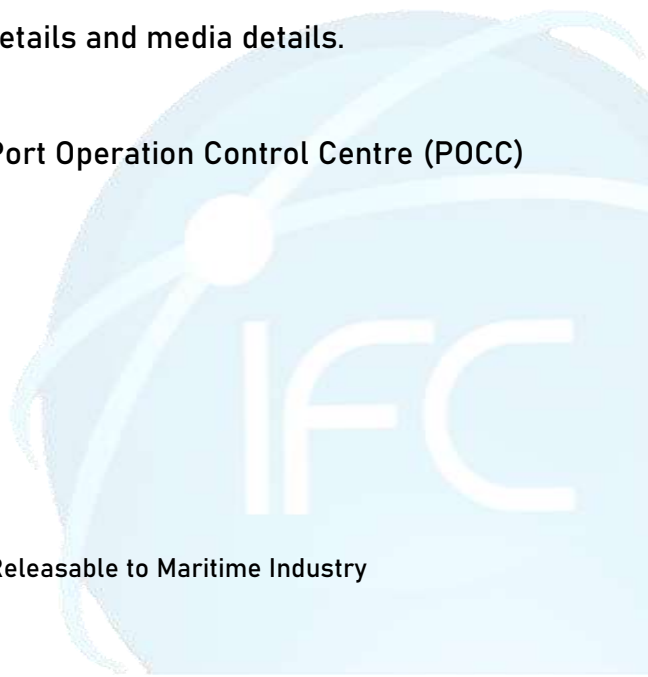 etails and media details.
Port Operation Control Centre (POCC)
IFC
Releasable to Maritime Industry